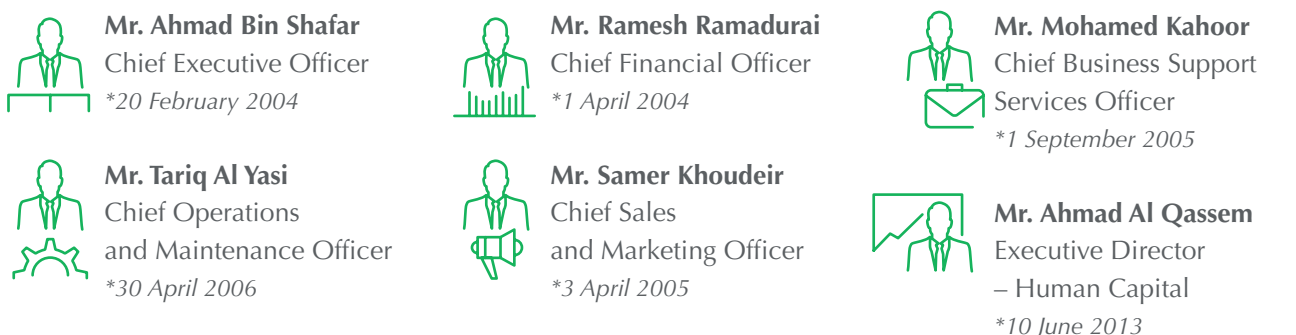 Mr. Ahmad Bin Shafar
Chief Executive Officer
*20 February 2004
Mr. Ramesh Ramadurai
Chief Financial Officer
*1 April 2004
Mr. Mohamed Kahoor
Chief Business Support
Services Officer
*1 September 2005
Mr. Tariq Al Yasi
Chief Operations
and Maintenance Officer
*30 April 2006
Mr. Samer Khoudeir
Chief Sales
and Marketing Officer
*3 April 2005
Mr. Ahmad Al Qassem
Executive Director
– Human Capital
*10 June 2013